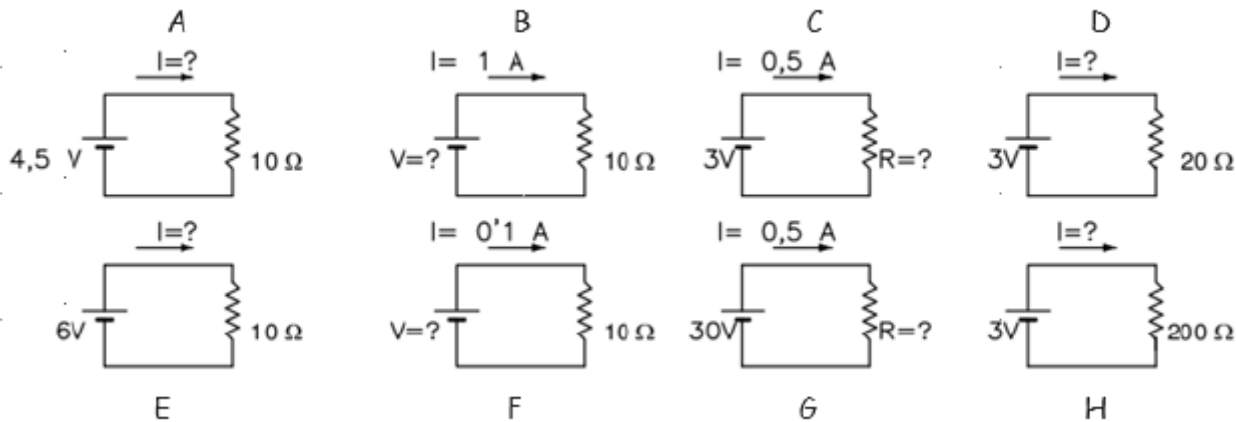 A B C D
I=? I= 1 A I= 0,5 A I=?
4,5 V 10 Ω V=? 10 Ω 3V R=? 3V 20 Ω
I=? I= 0'1 A I= 0,5 A I=?
6V 10 Ω V=? 10 Ω 30V R=? 3V 200 Ω
E F G H